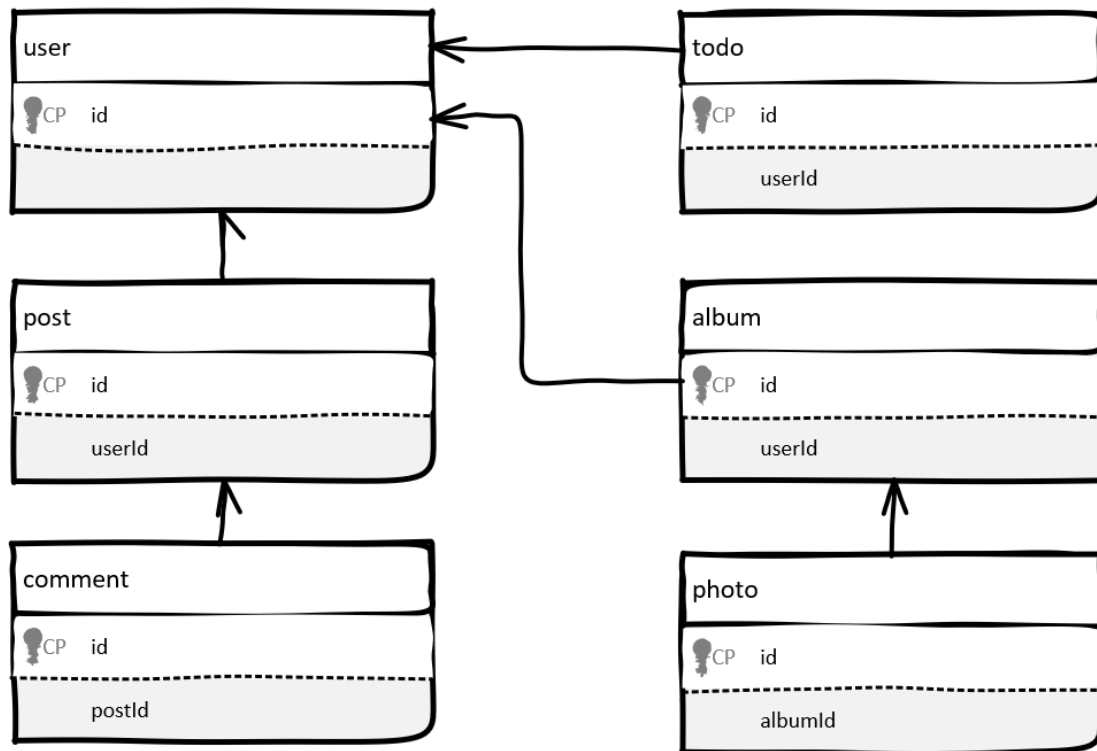 user
CP id
todo
CP id
userId
post
CP id
userId
album
CP id
userId
comment
CP id
postId
photo
CP id
albumId